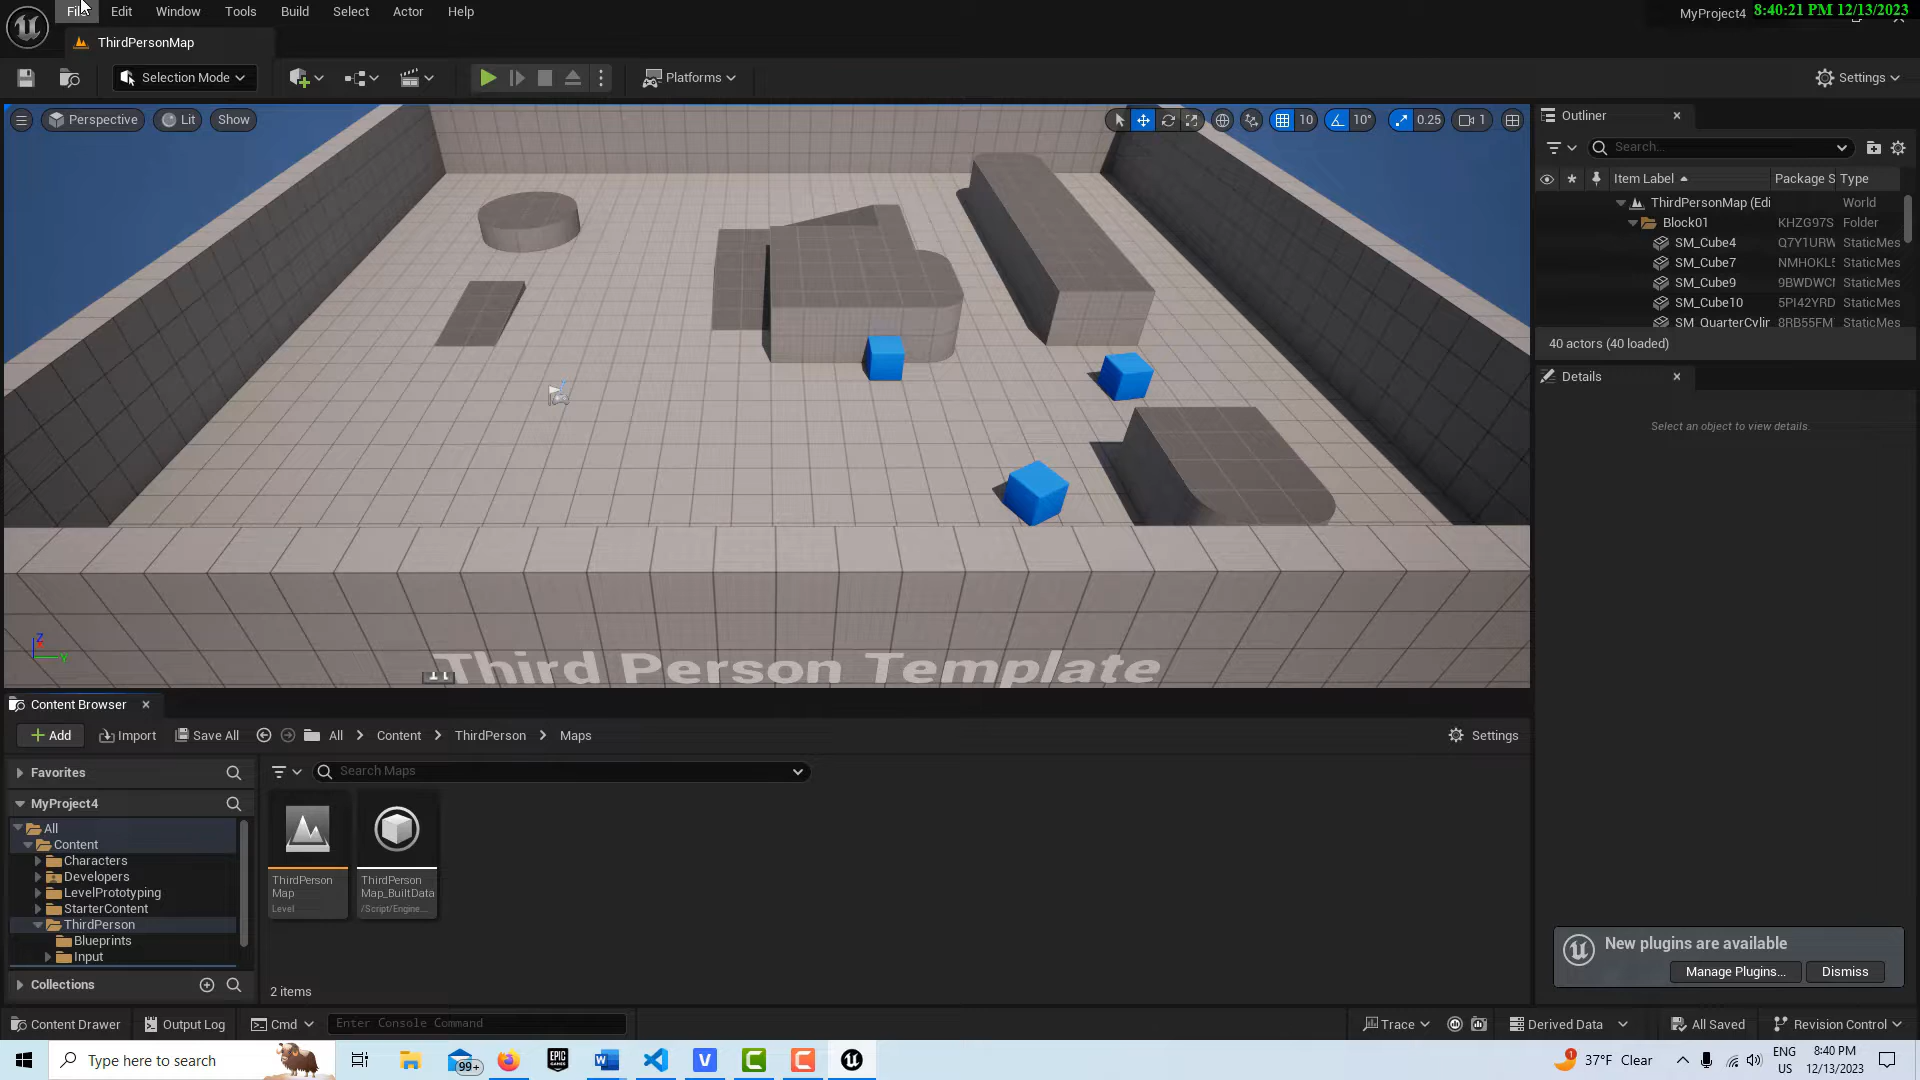 File Edit Window Tools Build Select Actor Help
MyProject4 8:40:21 PM 12/13/2023
ThirdPersonMap
Selection Mode
Platforms
Settings
Perspective Lit Show
10 10° 0.25 1
Third Person Template
Z
Y
Outliner
Search...
Item Label Package S Type
ThirdPersonMap (Edi World
Block01 KHZG97S Folder
SM_Cube4 Q7Y1URW StaticMes
SM_Cube7 NMHOKL5 StaticMes
SM_Cube9 9BWDWCI StaticMes
SM_Cube10 5PI42YRD StaticMes
SM_QuarterCylin 8RB55FM StaticMes
40 actors (40 loaded)
Details
Select an object to view details.
Content Browser
Add Import Save All All Content ThirdPerson Maps Settings
Favorites
Search Maps
MyProject4
All
Content
Characters
Developers
LevelPrototyping
StarterContent
ThirdPerson
Blueprints
Input
Collections
ThirdPerson
Map
Level
ThirdPerson
Map_BuiltData
/Script/Engine...
2 items
New plugins are available
Manage Plugins... Dismiss
Content Drawer Output Log Cmd Enter Console Command Trace Derived Data All Saved Revision Control
Type here to search
99+
EPIC GAMES
1
37°F Clear
ENG
US
8:40 PM
12/13/2023